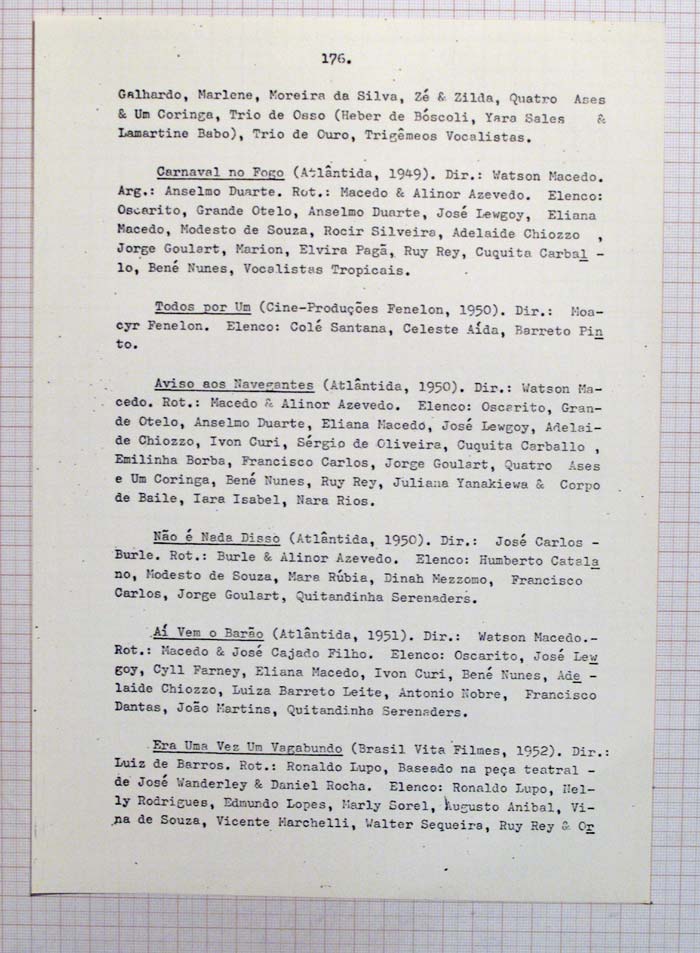 176.
Galhardo, Marlene, Moreira da Silva, Zé & Zilda, Quatro Ases
& Um Coringa, Trio de Osso (Heber de Bóscoli, Yara Sales &
Lamartine Babo), Trio de Ouro, Trigêmeos Vocalistas.
Carnaval no Fogo (Atlântida, 1949). Dir.: Watson Macedo.
Arg.: Anselmo Duarte. Rot.: Macedo & Alinor Azevedo. Elenco:
Oscarito, Grande Otelo, Anselmo Duarte, José Lewgoy, Eliana
Macedo, Modesto de Souza, Rocir Silveira, Adelaide Chiozzo ,
Jorge Goulart, Marion, Elvira Pagã, Ruy Rey, Cuquita Carbal -
lo, Bené Nunes, Vocalistas Tropicais.
Todos por Um (Cine-Produções Fenelon, 1950). Dir.: Moa-
cyr Fenelon. Elenco: Colé Santana, Celeste Aída, Barreto Pin
to.
Aviso aos Navegantes (Atlântida, 1950). Dir.: Watson Ma-
cedo. Rot.: Macedo & Alinor Azevedo. Elenco: Oscarito, Gran-
de Otelo, Anselmo Duarte, Eliana Macedo, José Lewgoy, Adelai-
de Chiozzo, Ivon Curi, Sérgio de Oliveira, Cuquita Carballo ,
Emilinha Borba, Francisco Carlos, Jorge Goulart, Quatro Ases
e Um Coringa, Bené Nunes, Ruy Rey, Juliana Yanakiewa & Corpo
de Baile, Iara Isabel, Nara Rios.
Não é Nada Disso (Atlântida, 1950). Dir.: José Carlos -
Burle. Rot.: Burle & Alinor Azevedo. Elenco: Humberto Catala
no, Modesto de Souza, Mara Rúbia, Dinah Mezzomo, Francisco
Carlos, Jorge Goulart, Quitandinha Serenaders.
Aí Vem o Barão (Atlântida, 1951). Dir.: Watson Macedo.-
Rot.: Macedo & José Cajado Filho. Elenco: Oscarito, José Lew
goy, Cyll Farney, Eliana Macedo, Ivon Curi, Bené Nunes, Ade -
laide Chiozzo, Luiza Barreto Leite, Antonio Nobre, Francisco
Dantas, João Martins, Quitandinha Serenaders.
Era Uma Vez Um Vagabundo (Brasil Vita Filmes, 1952). Dir.:
Luiz de Barros. Rot.: Ronaldo Lupo, Baseado na peça teatral -
de José Wanderley & Daniel Rocha. Elenco: Ronaldo Lupo, Nel-
ly Rodrigues, Edmundo Lopes, Marly Sorel, Augusto Anibal, Vi-
na de Souza, Vicente Marchelli, Walter Sequeira, Ruy Rey & Or